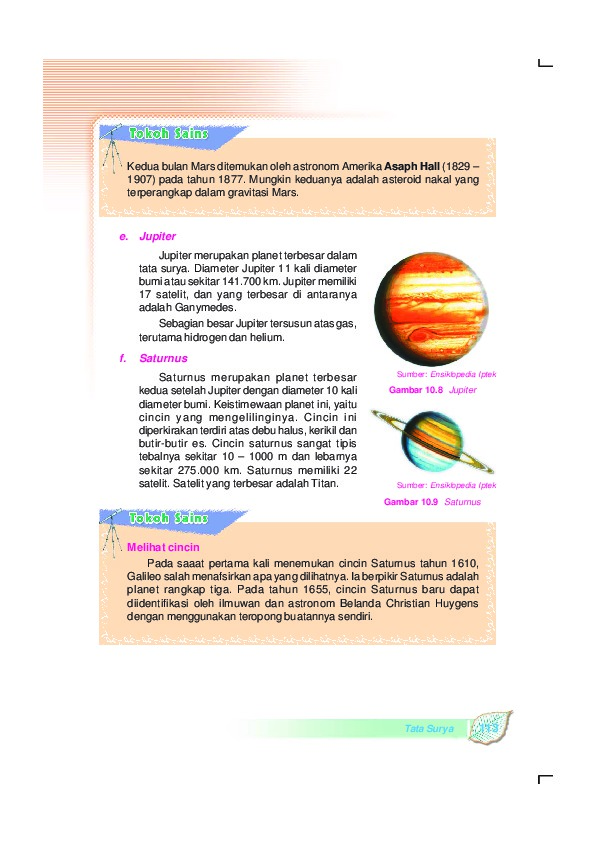 Tokoh Sains
Kedua bulan Mars ditemukan oleh astronom Amerika Asaph Hall (1829 –
1907) pada tahun 1877. Mungkin keduanya adalah asteroid nakal yang
terperangkap dalam gravitasi Mars.
e. Jupiter
Jupiter merupakan planet terbesar dalam
tata surya. Diameter Jupiter 11 kali diameter
bumi atau sekitar 141.700 km. Jupiter memiliki
17 satelit, dan yang terbesar di antaranya
adalah Ganymedes.
Sebagian besar Jupiter tersusun atas gas,
terutama hidrogen dan helium.
Sumber: Ensiklopedia Iptek
Gambar 10.8 Jupiter
f. Saturnus
Saturnus merupakan planet terbesar
kedua setelah Jupiter dengan diameter 10 kali
diameter bumi. Keistimewaan planet ini, yaitu
cincin yang mengelilinginya. Cincin ini
diperkirakan terdiri atas debu halus, kerikil dan
butir-butir es. Cincin saturnus sangat tipis
tebalnya sekitar 10 – 1000 m dan lebarnya
sekitar 275.000 km. Saturnus memiliki 22
satelit. Satelit yang terbesar adalah Titan.
Sumber: Ensiklopedia Iptek
Gambar 10.9 Saturnus
Tokoh Sains
Melihat cincin
Pada saaat pertama kali menemukan cincin Saturnus tahun 1610,
Galileo salah menafsirkan apa yang dilihatnya. Ia berpikir Saturnus adalah
planet rangkap tiga. Pada tahun 1655, cincin Saturnus baru dapat
diidentifikasi oleh ilmuwan dan astronom Belanda Christian Huygens
dengan menggunakan teropong buatannya sendiri.
Tata Surya